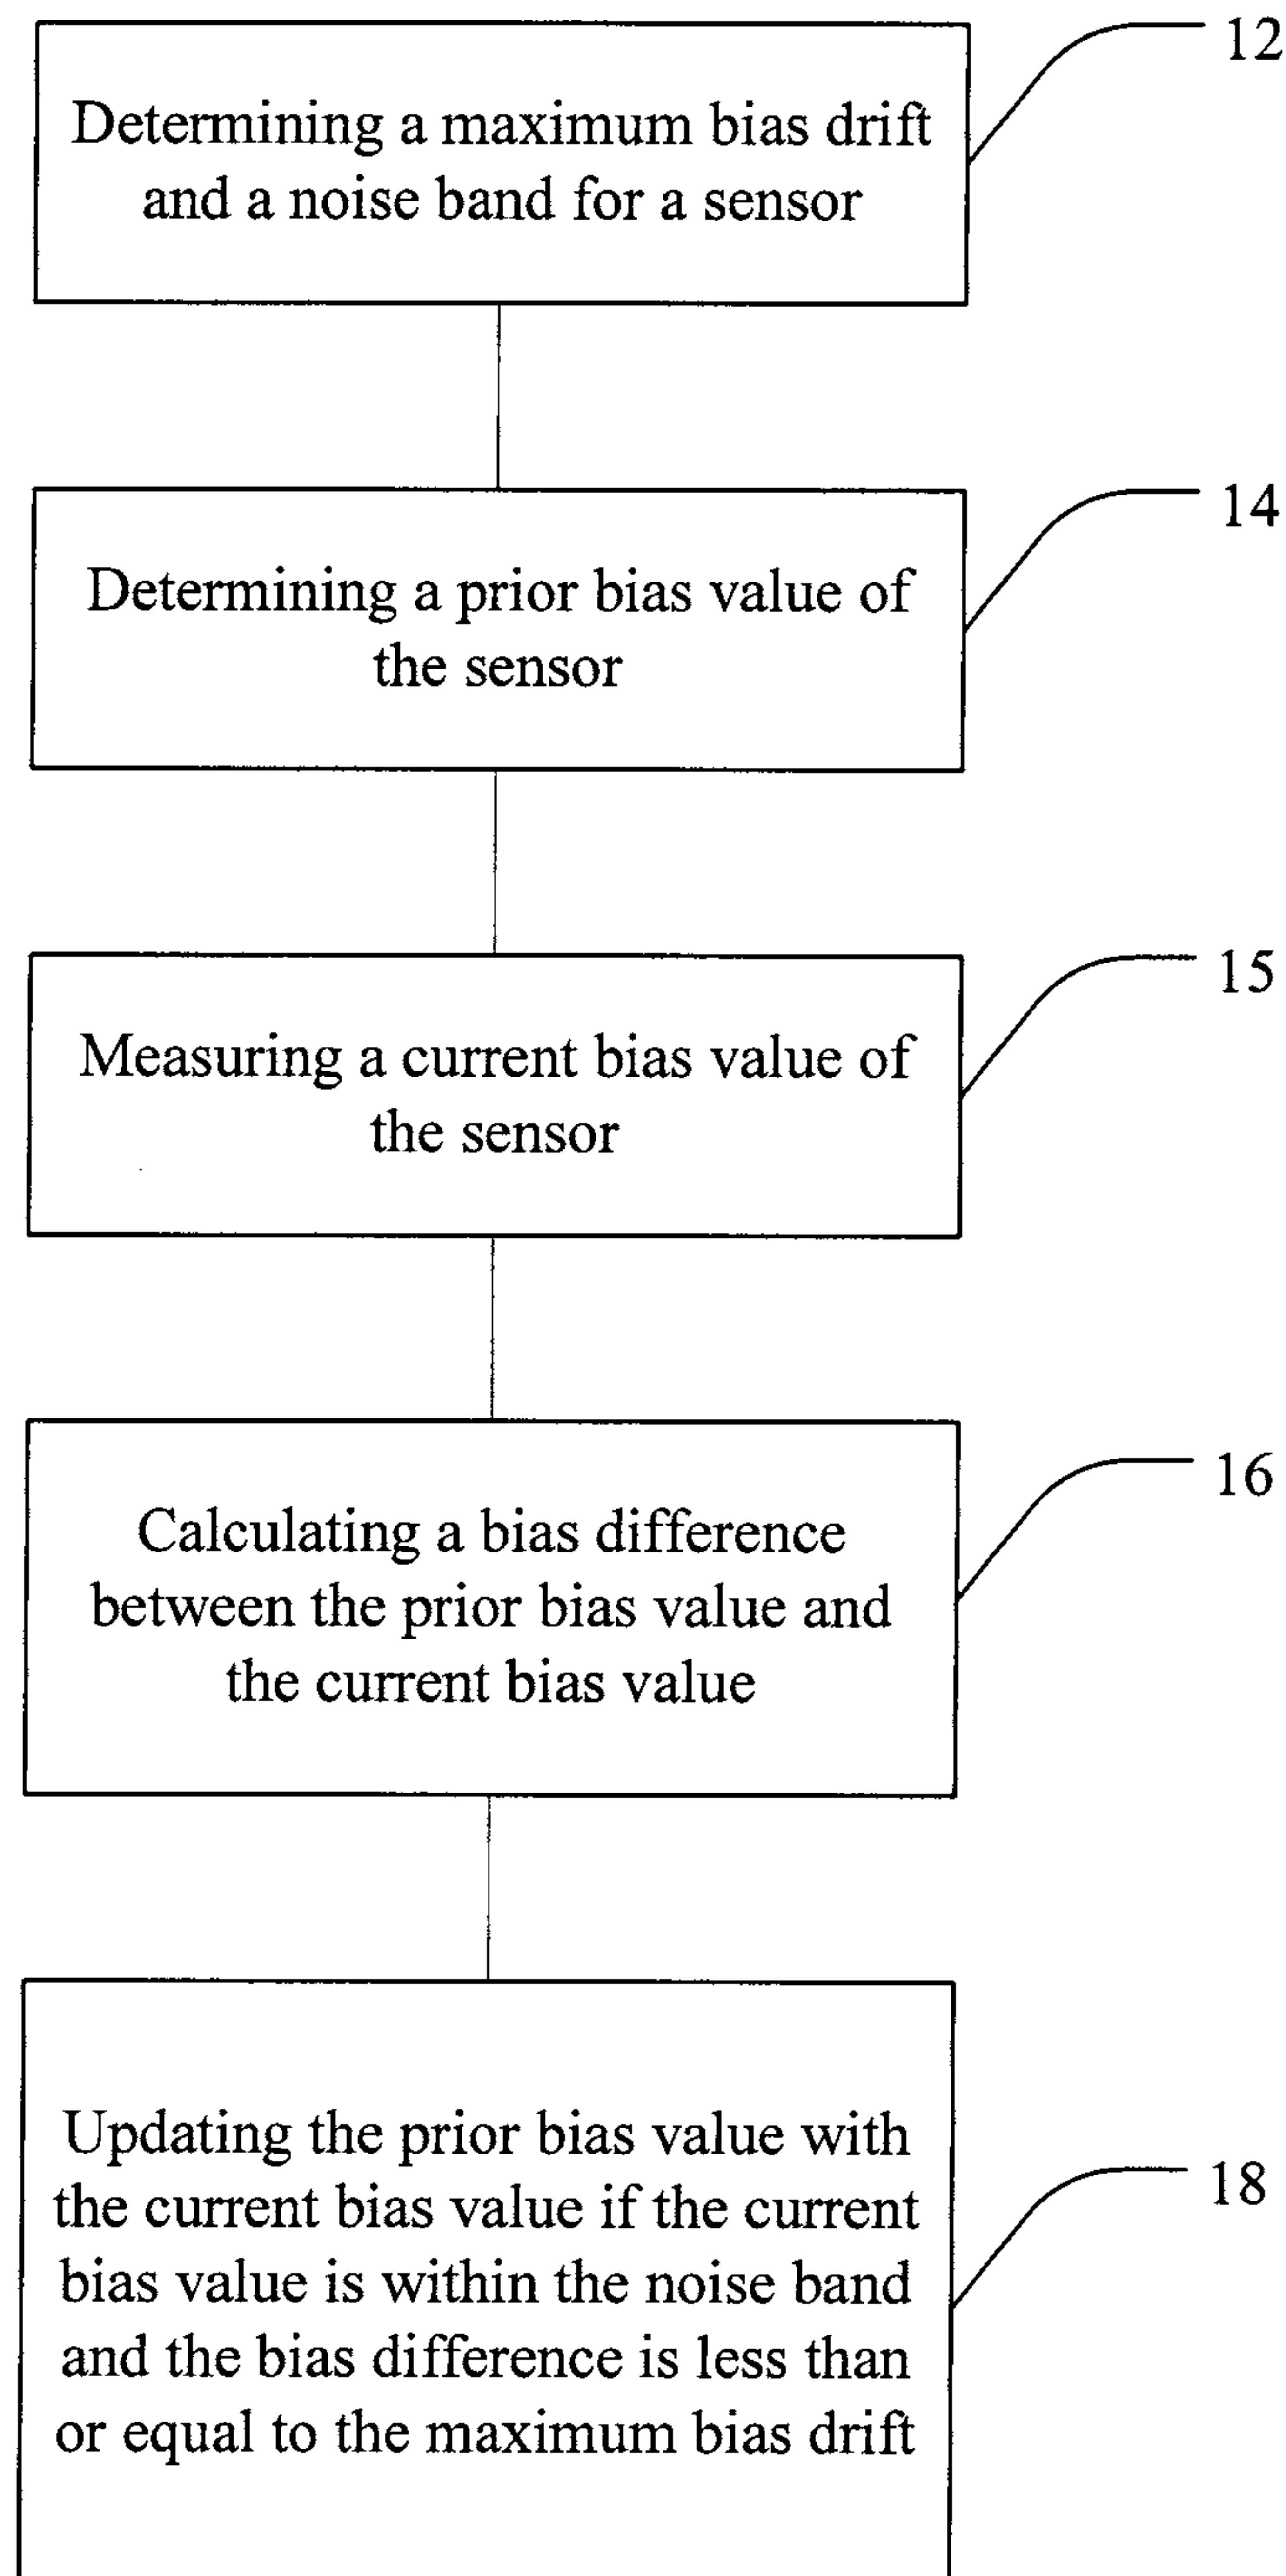 12
Determining a maximum bias drift
and a noise band for a sensor
14
Determining a prior bias value of
the sensor
15
Measuring a current bias value of
the sensor
16
Calculating a bias difference
between the prior bias value and
the current bias value
18
Updating the prior bias value with
the current bias value if the current
bias value is within the noise band
and the bias difference is less than
or equal to the maximum bias drift